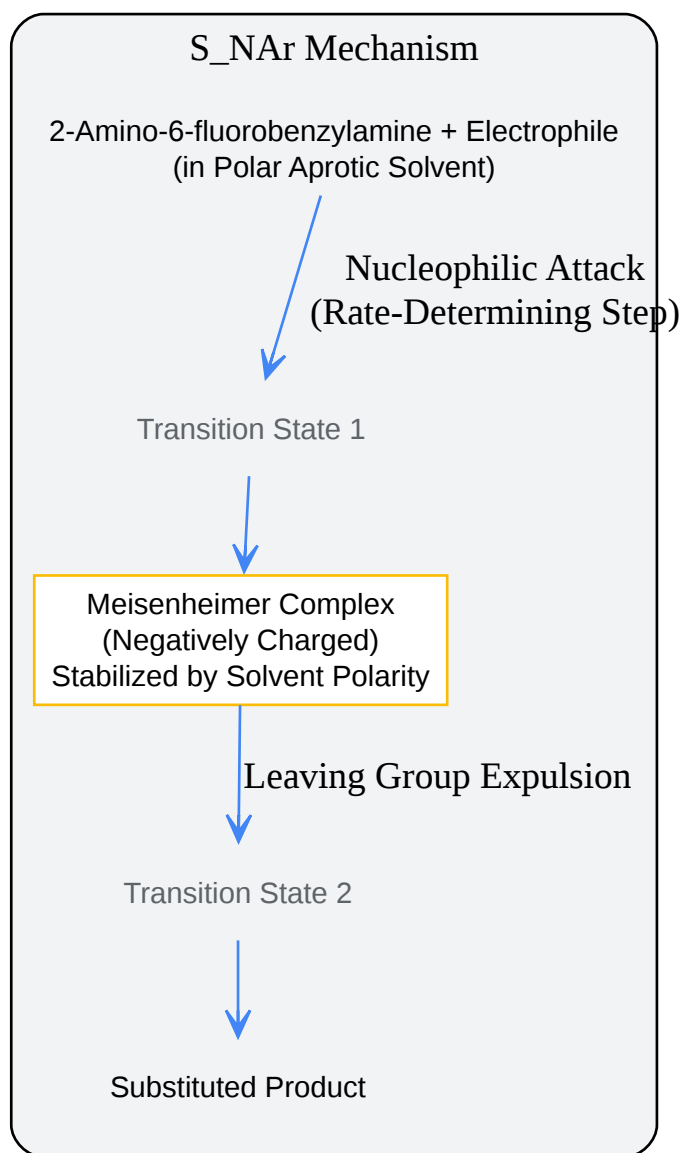 S_NAr Mechanism
2-Amino-6-fluorobenzylamine + Electrophile
(in Polar Aprotic Solvent)
Nucleophilic Attack
(Rate-Determining Step)
Transition State 1
Meisenheimer Complex
(Negatively Charged)
Stabilized by Solvent Polarity
Leaving Group Expulsion
Transition State 2
Substituted Product